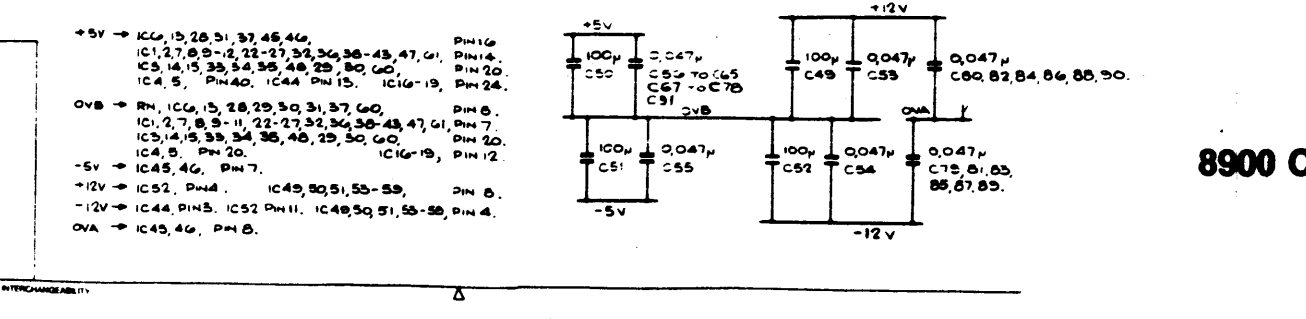 +5V → IC6, 13, 28, 31, 37, 45, 46, PIN 16
IC1, 2, 7, 8, 9-12, 22-27, 32, 36, 38-43, 47, 61, PIN 14.
IC3, 14, 15, 33, 34, 35, 48, 29, 30, 60, PIN 20.
IC4, 5, PIN 40. IC44 PIN 13. IC16-19, PIN 24.
0VB → RN, IC6, 13, 28, 29, 30, 31, 37, 60, PIN 8.
IC1, 2, 7, 8, 9-11, 22-27, 32, 36, 38-43, 47, 61, PIN 7.
IC3, 14, 15, 33, 34, 35, 48, 29, 30, 60, PIN 20.
IC4, 5, PIN 20. IC16-19, PIN 12.
-5V → IC45, 46, PIN 7.
+12V → IC52, PIN 4. IC49, 50, 51, 53-59, PIN 8.
-12V → IC44, PIN 3. IC52 PIN 11. IC49, 50, 51, 53-59, PIN 4.
0VA → IC45, 46, PIN 8.
+5V
100µ
C50
0,047µ
C56 TO C65
C67 TO C78
C91
0VB
100µ
C51
0,047µ
C55
-5V
+12V
100µ
C49
0,047µ
C53
0,047µ
C80, 82, 84, 86, 88, 90.
0VA
100µ
C52
0,047µ
C54
0,047µ
C79, 81, 83,
85, 87, 89.
-12V
8900 C
INTERCHANGEABILITY